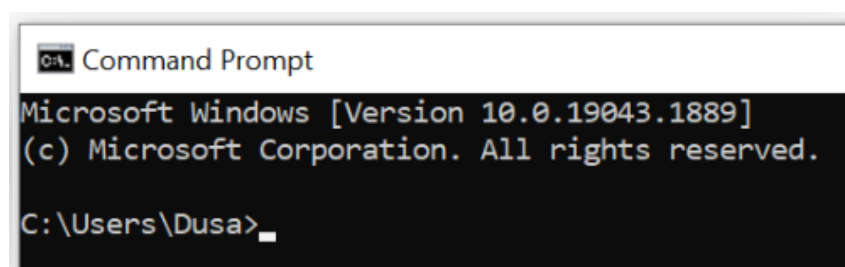 Command Prompt
Microsoft Windows [Version 10.0.19043.1889]
(c) Microsoft Corporation. All rights reserved.
C:\Users\Dusa>